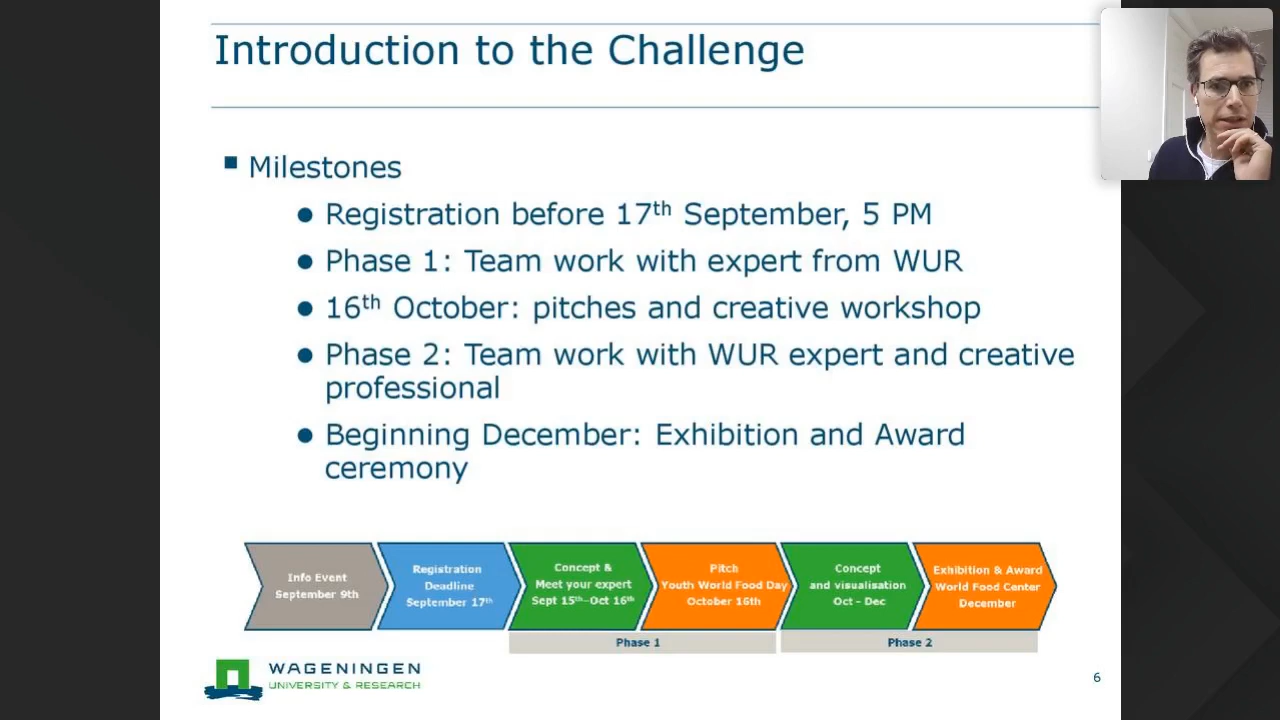 Introduction to the Challenge
Milestones
Registration before 17th September, 5 PM
Phase 1: Team work with expert from WUR
16th October: pitches and creative workshop
Phase 2: Team work with WUR expert and creative
professional
Beginning December: Exhibition and Award
ceremony
Info Event
September 9th
Registration
Deadline
September 17th
Concept &
Meet your expert
Sept 15th-Oct 16th
Pitch
Youth World Food Day
October 16th
Concept
and visualisation
Oct - Dec
Exhibition & Award
World Food Center
December
Phase 1
Phase 2
WAGENINGEN
UNIVERSITY & RESEARCH
6